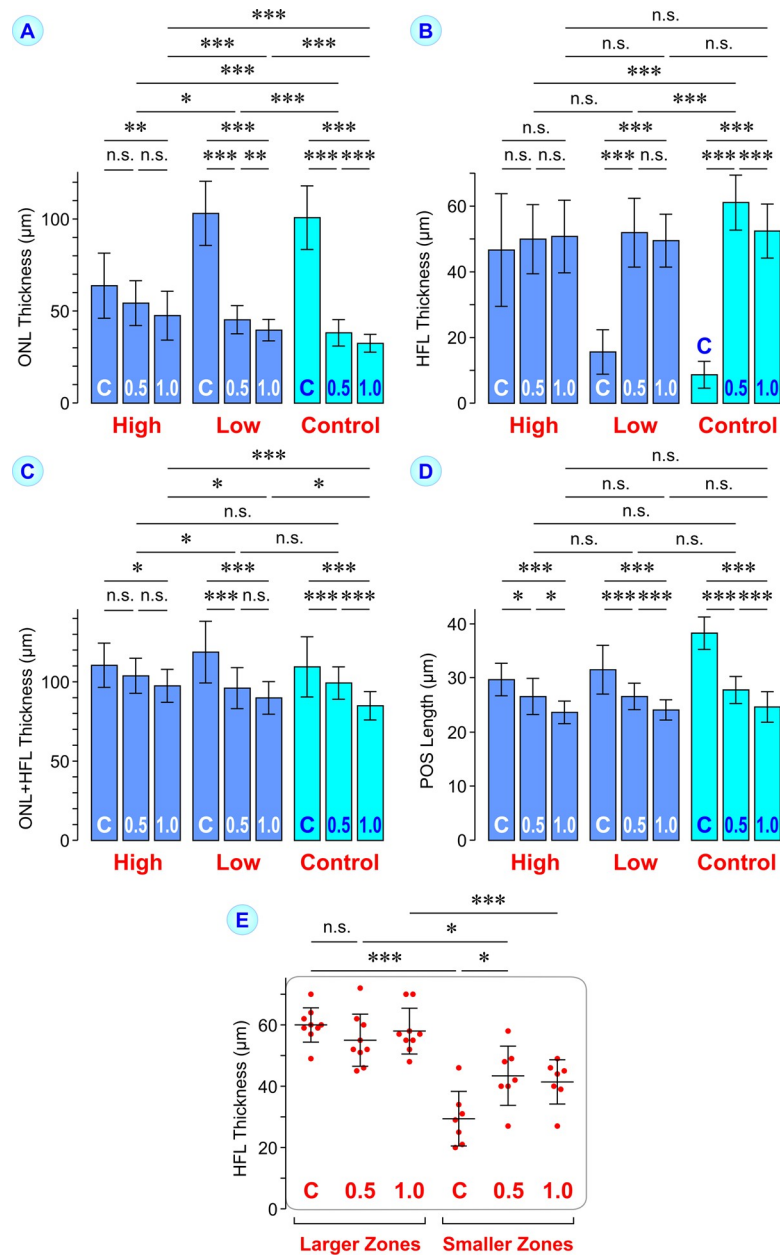 A
***
*** ***
***
* ***
** *** ***
n.s. n.s. *** ** *** ***
ONL Thickness (µm)
100
50
0
C 0.5 1.0 C 0.5 1.0 C 0.5 1.0
High Low Control
B
n.s.
n.s. n.s.
***
n.s. ***
n.s. *** ***
n.s. n.s. *** n.s. *** ***
HFL Thickness (µm)
60
40
20
0
C 0.5 1.0 C 0.5 1.0 C 0.5 1.0
High Low Control
C
***
* *
n.s.
* n.s.
* *** ***
n.s. n.s. *** n.s. *** ***
ONL+HFL Thickness (µm)
100
50
0
C 0.5 1.0 C 0.5 1.0 C 0.5 1.0
High Low Control
D
n.s.
n.s. n.s.
n.s.
n.s. n.s.
*** *** ***
* * *** *** *** ***
POS Length (µm)
40
30
20
0
C 0.5 1.0 C 0.5 1.0 C 0.5 1.0
High Low Control
E
***
n.s. *
*** *
HFL Thickness (µm)
60
40
20
0
C 0.5 1.0 C 0.5 1.0
Larger Zones Smaller Zones